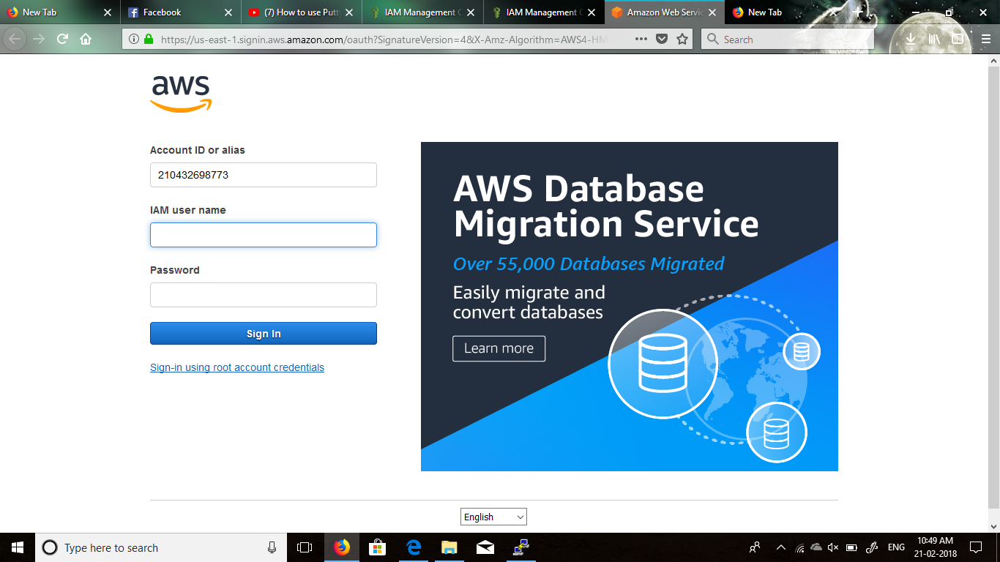 New Tab
Facebook
(7) How to use Putt
IAM Management C
IAM Management C
Amazon Web Servic
New Tab
https://us-east-1.signin.aws.amazon.com/oauth?SignatureVersion=4&X-Amz-Algorithm=AWS4-HM
Search
aws
Account ID or alias
210432698773
IAM user name
Password
Sign In
Sign-in using root account credentials
AWS Database
Migration Service
Over 55,000 Databases Migrated
Easily migrate and
convert databases
Learn more
English
Type here to search
ENG
10:49 AM
21-02-2018